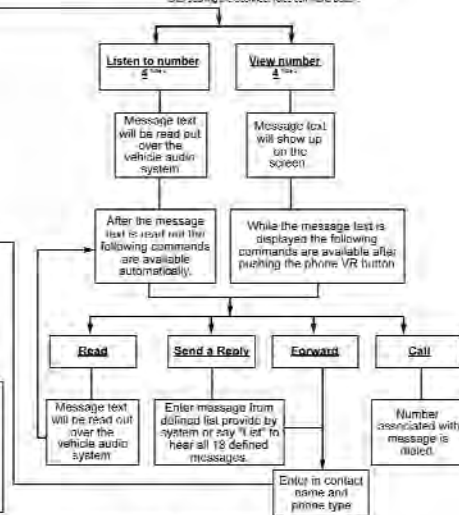 Listen to number
4
View number
4
Message text
will be read out
over the
vehicle audio
system
Message text
will show up
on the
screen
After the message
text is read out the
following commands
are available
automatically.
While the message text is
displayed the following
commands are available after
pushing the phone VR button
Read
Send a Reply
Forward
Call
Message text
will be read out
over the
vehicle audio
system
Enter message from
defined list provide by
system or say "List" to
hear all 18 defined
messages.
Number
associated with
message is
dialed.
Enter in contact
name and
phone type